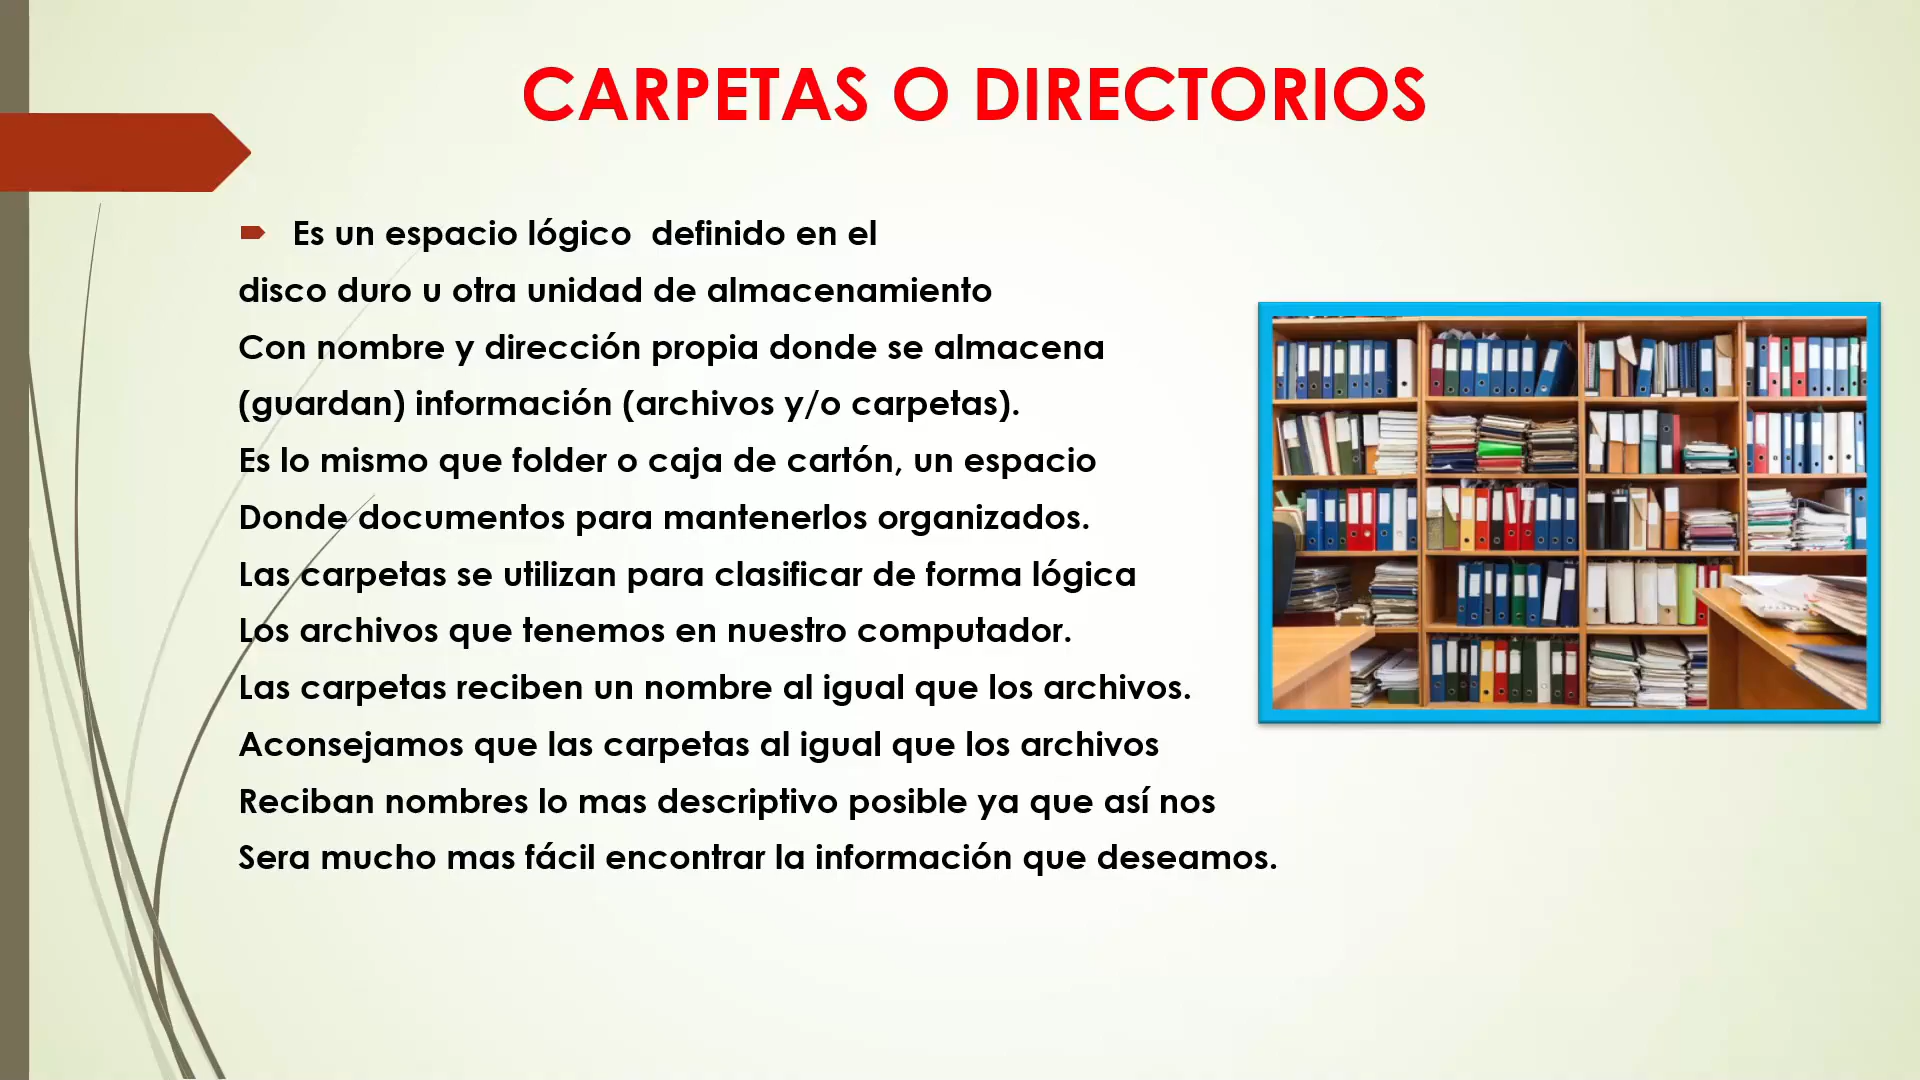 CARPETAS O DIRECTORIOS
Es un espacio lógico definido en el
disco duro u otra unidad de almacenamiento
Con nombre y dirección propia donde se almacena
(guardan) información (archivos y/o carpetas).
Es lo mismo que folder o caja de cartón, un espacio
Donde documentos para mantenerlos organizados.
Las carpetas se utilizan para clasificar de forma lógica
Los archivos que tenemos en nuestro computador.
Las carpetas reciben un nombre al igual que los archivos.
Aconsejamos que las carpetas al igual que los archivos
Reciban nombres lo mas descriptivo posible ya que así nos
Sera mucho mas fácil encontrar la información que deseamos.